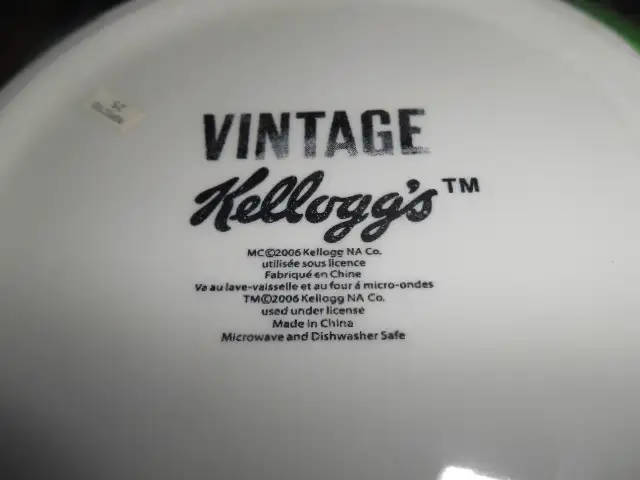 VINTAGE
Kellogg's™
MC©2006 Kellogg NA Co.
utilisée sous licence
Fabriqué en Chine
Va au lave-vaisselle et au four á micro-ondes
TM©2006 Kellogg NA Co.
used under license
Made in China
Microwave and Dishwasher Safe